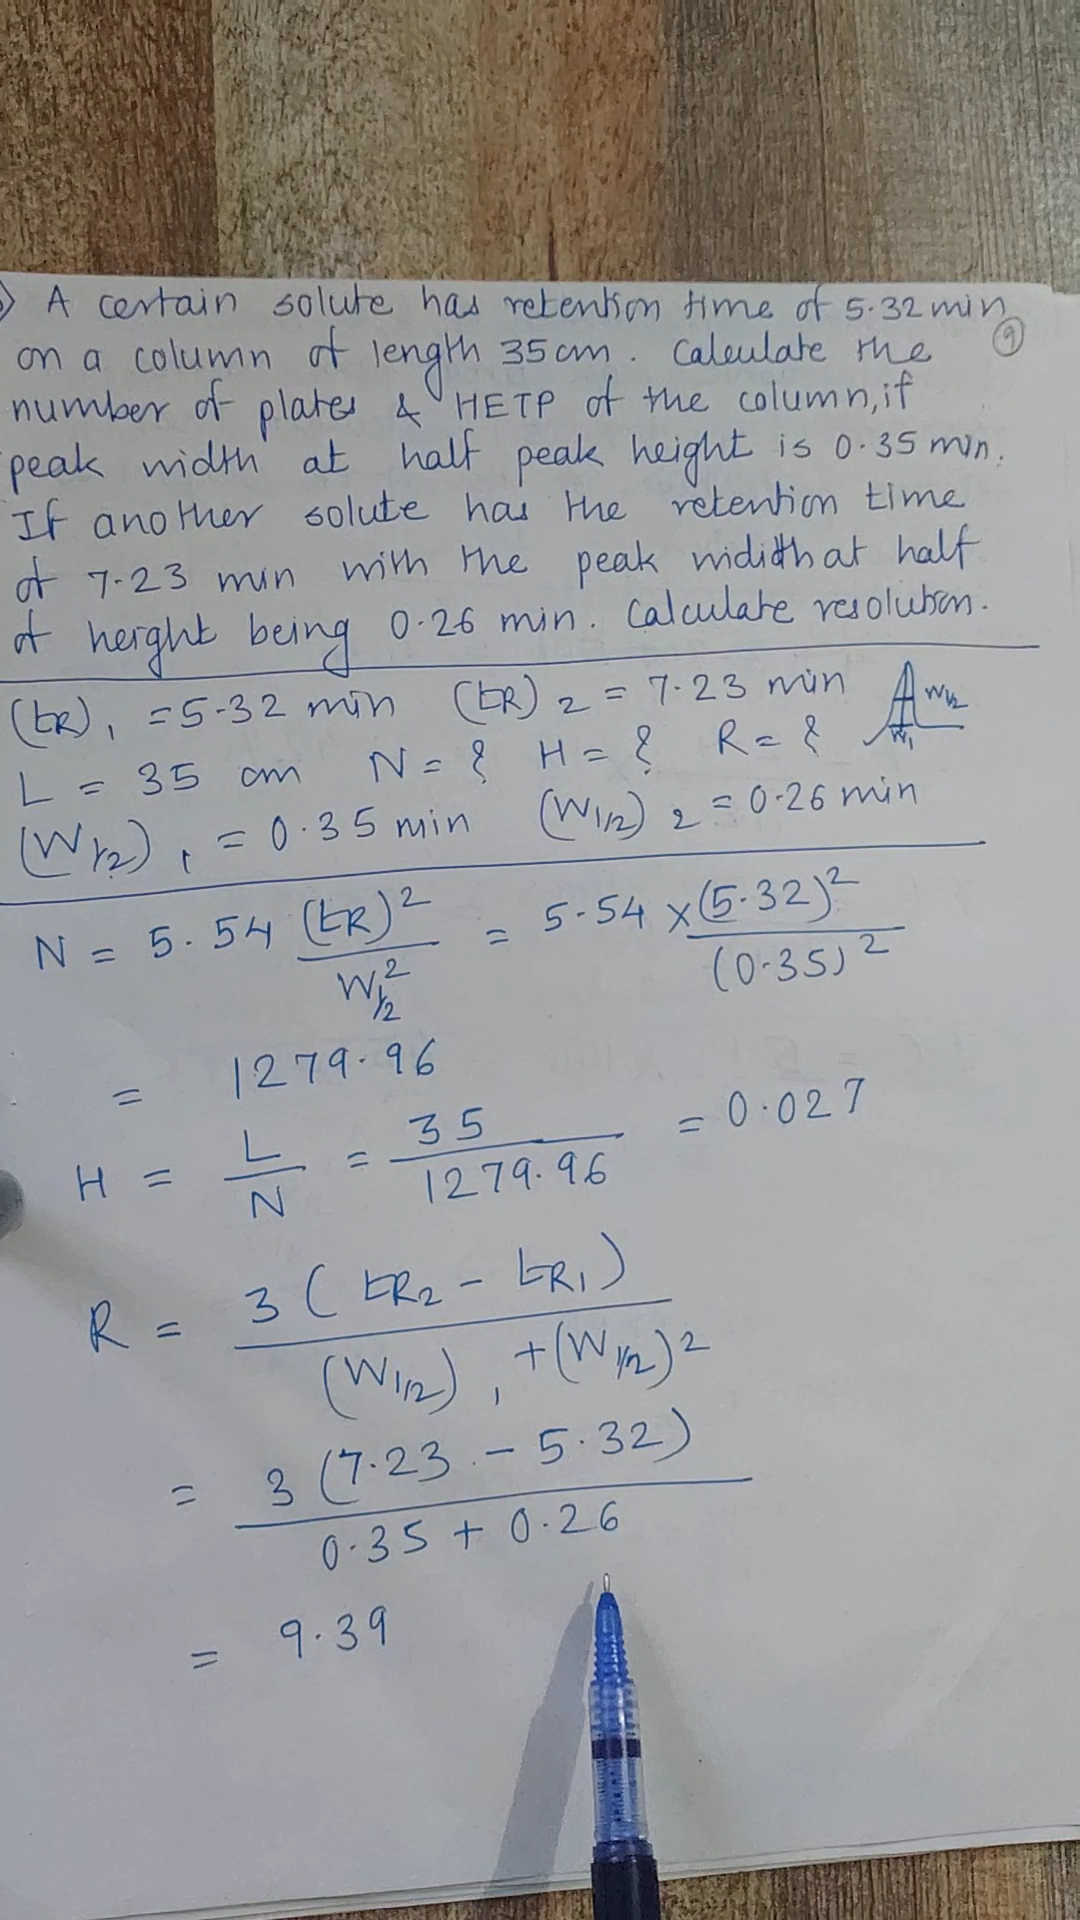 A certain solute has retention time of 5.32 min
9
on a column of length 35 cm. Calculate the
number of plates & HETP of the column, if
peak width at half peak height is 0.35 min.
If another solute has the retention time
of 7.23 min with the peak width at half
of height being 0.26 min. Calculate resolution.
(tR)1 = 5.32 min (tR)2 = 7.23 min W1/2
W1
L = 35 cm N = ? H = ? R = ?
(W1/2)1 = 0.35 min (W1/2)2 = 0.26 min
N = 5.54 (tR)2 / W1/2 2 = 5.54 x (5.32)2 / (0.35)2
= 1279.96
H = L / N = 35 / 1279.96 = 0.027
R = 3 (tR2 - tR1) / (W1/2)1 + (W1/2)2
= 3 (7.23 - 5.32) / 0.35 + 0.26
= 9.39